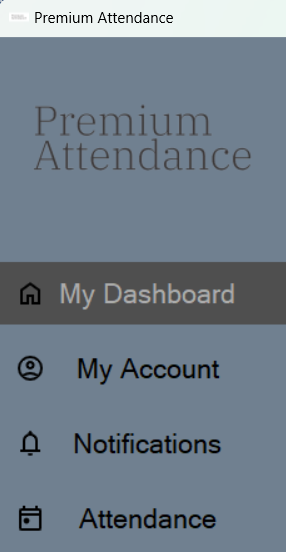 Premium Attendance
Premium
Attendance
My Dashboard
My Account
Notifications
Attendance